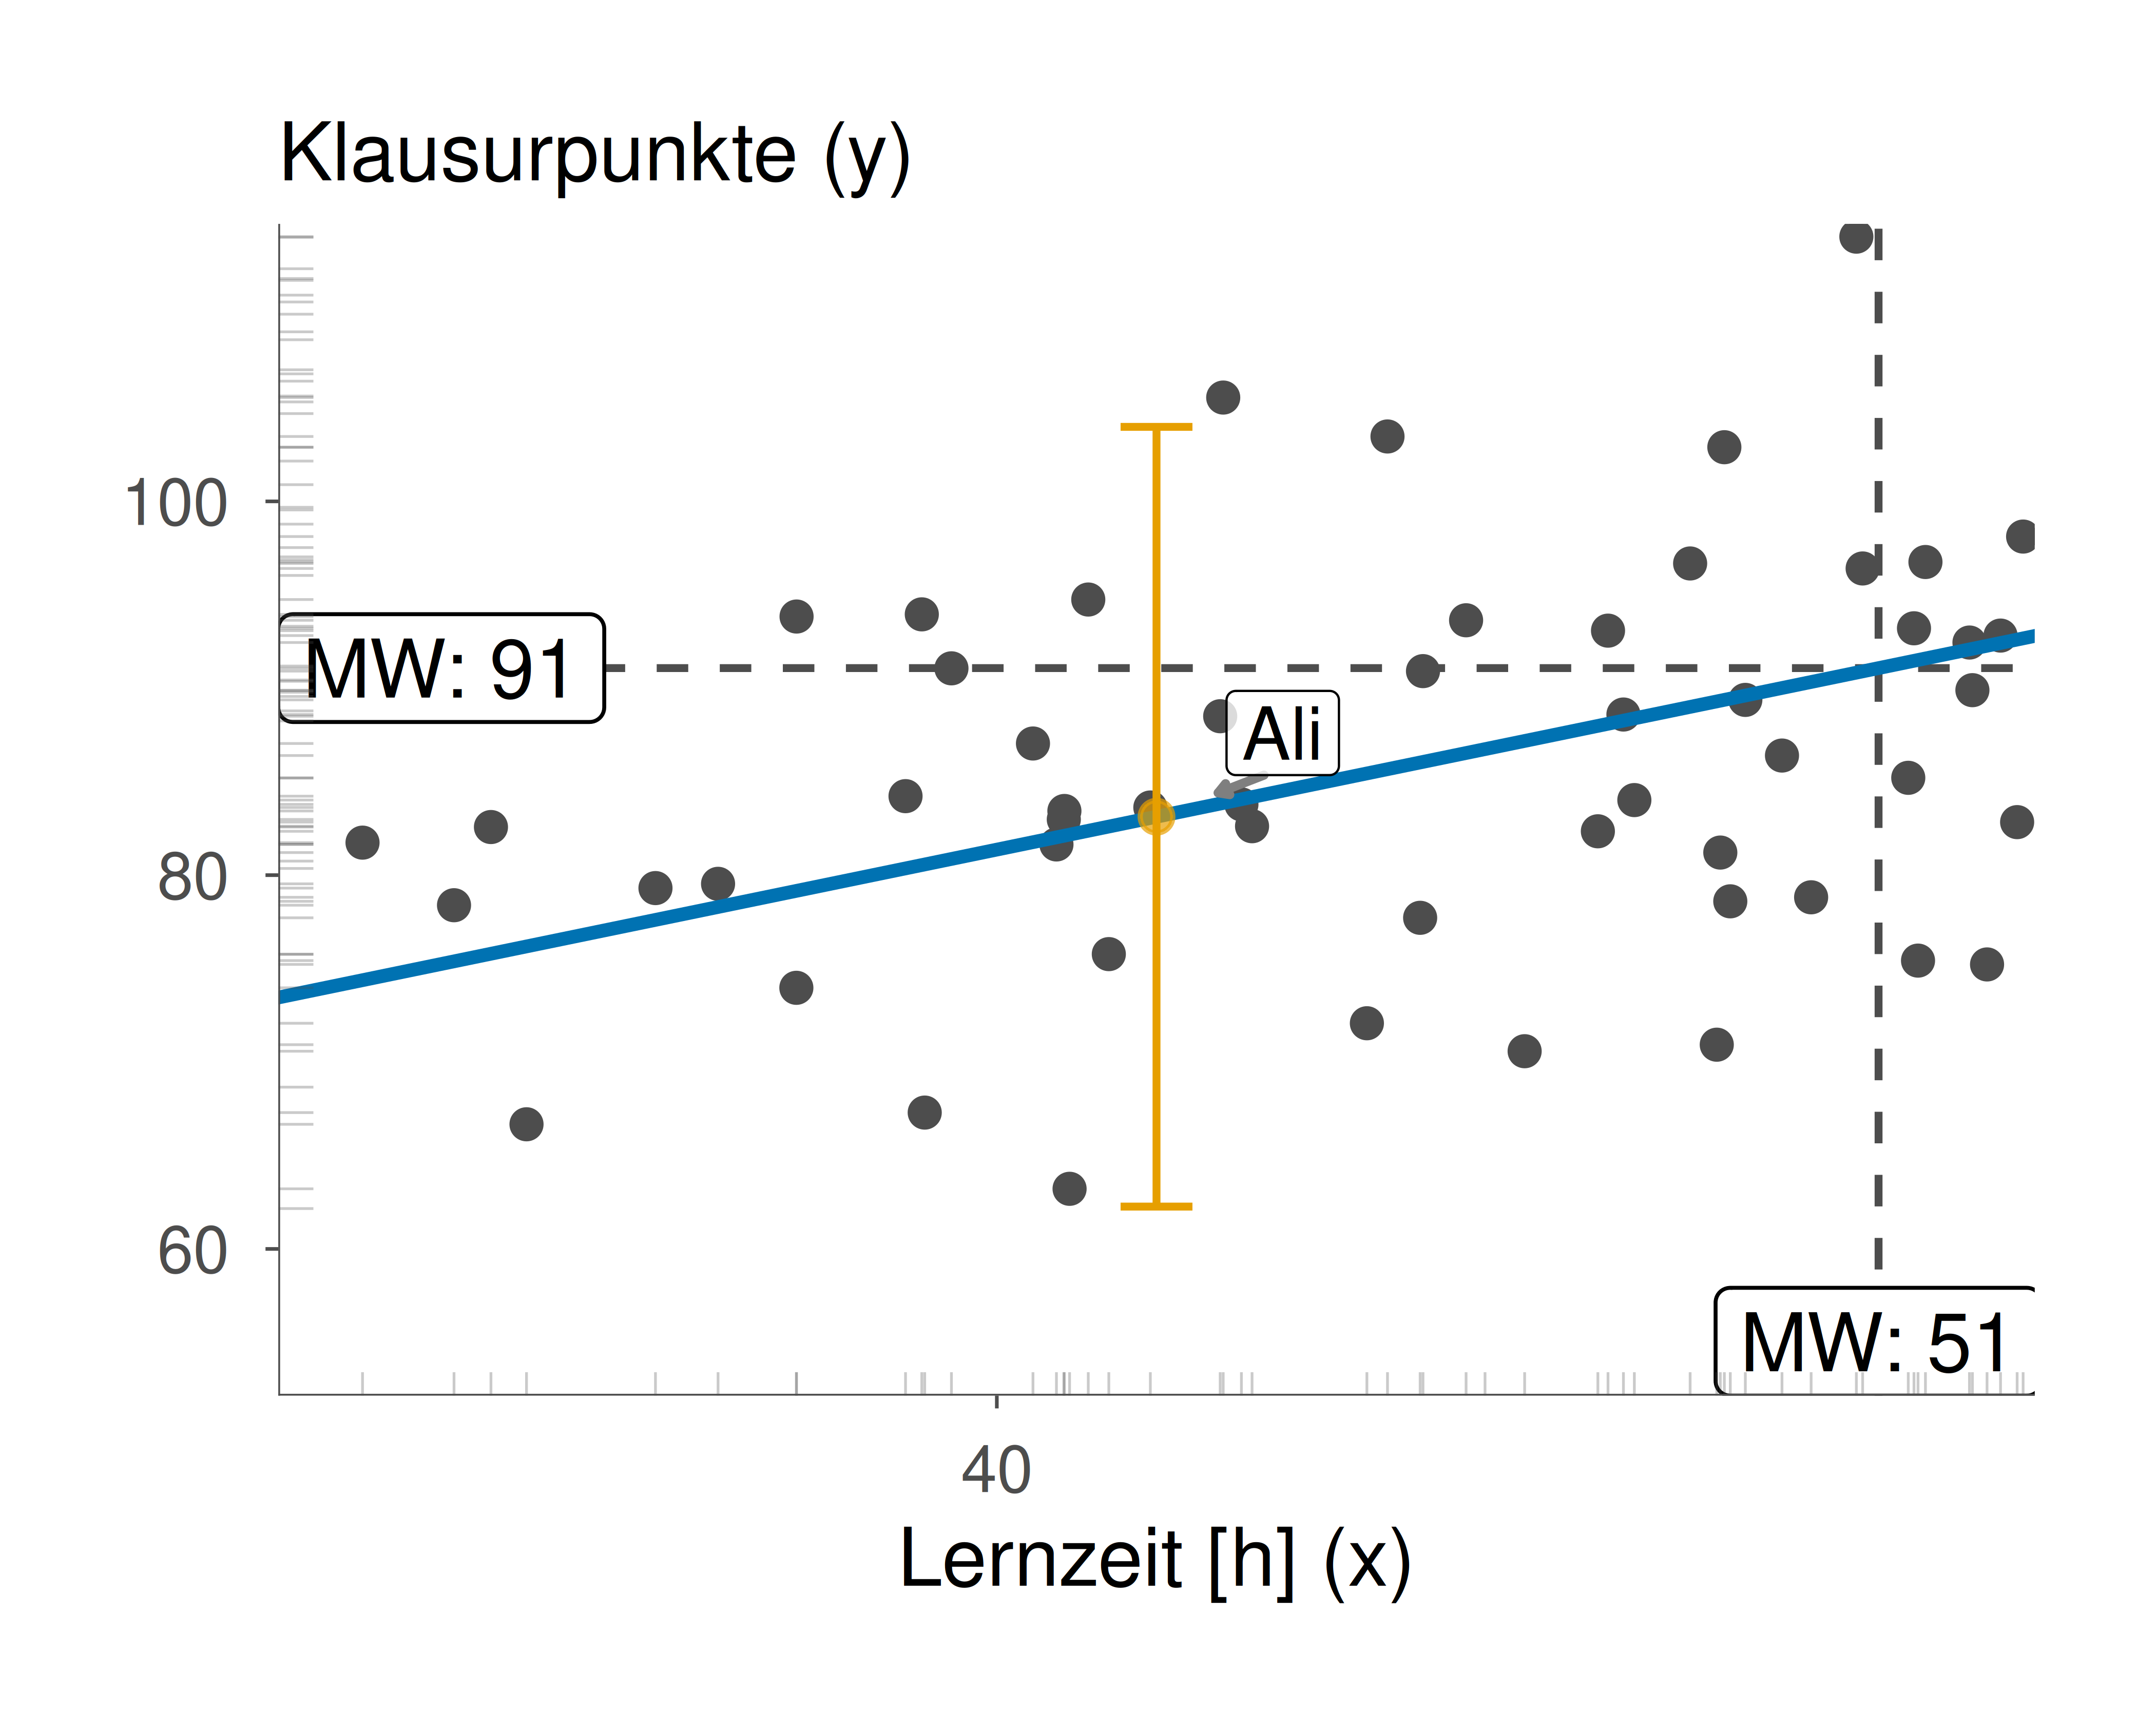 Klausurpunkte (y)
100
MW: 91
Ali
80
60
MW: 51
40
Lernzeit [h] (x)